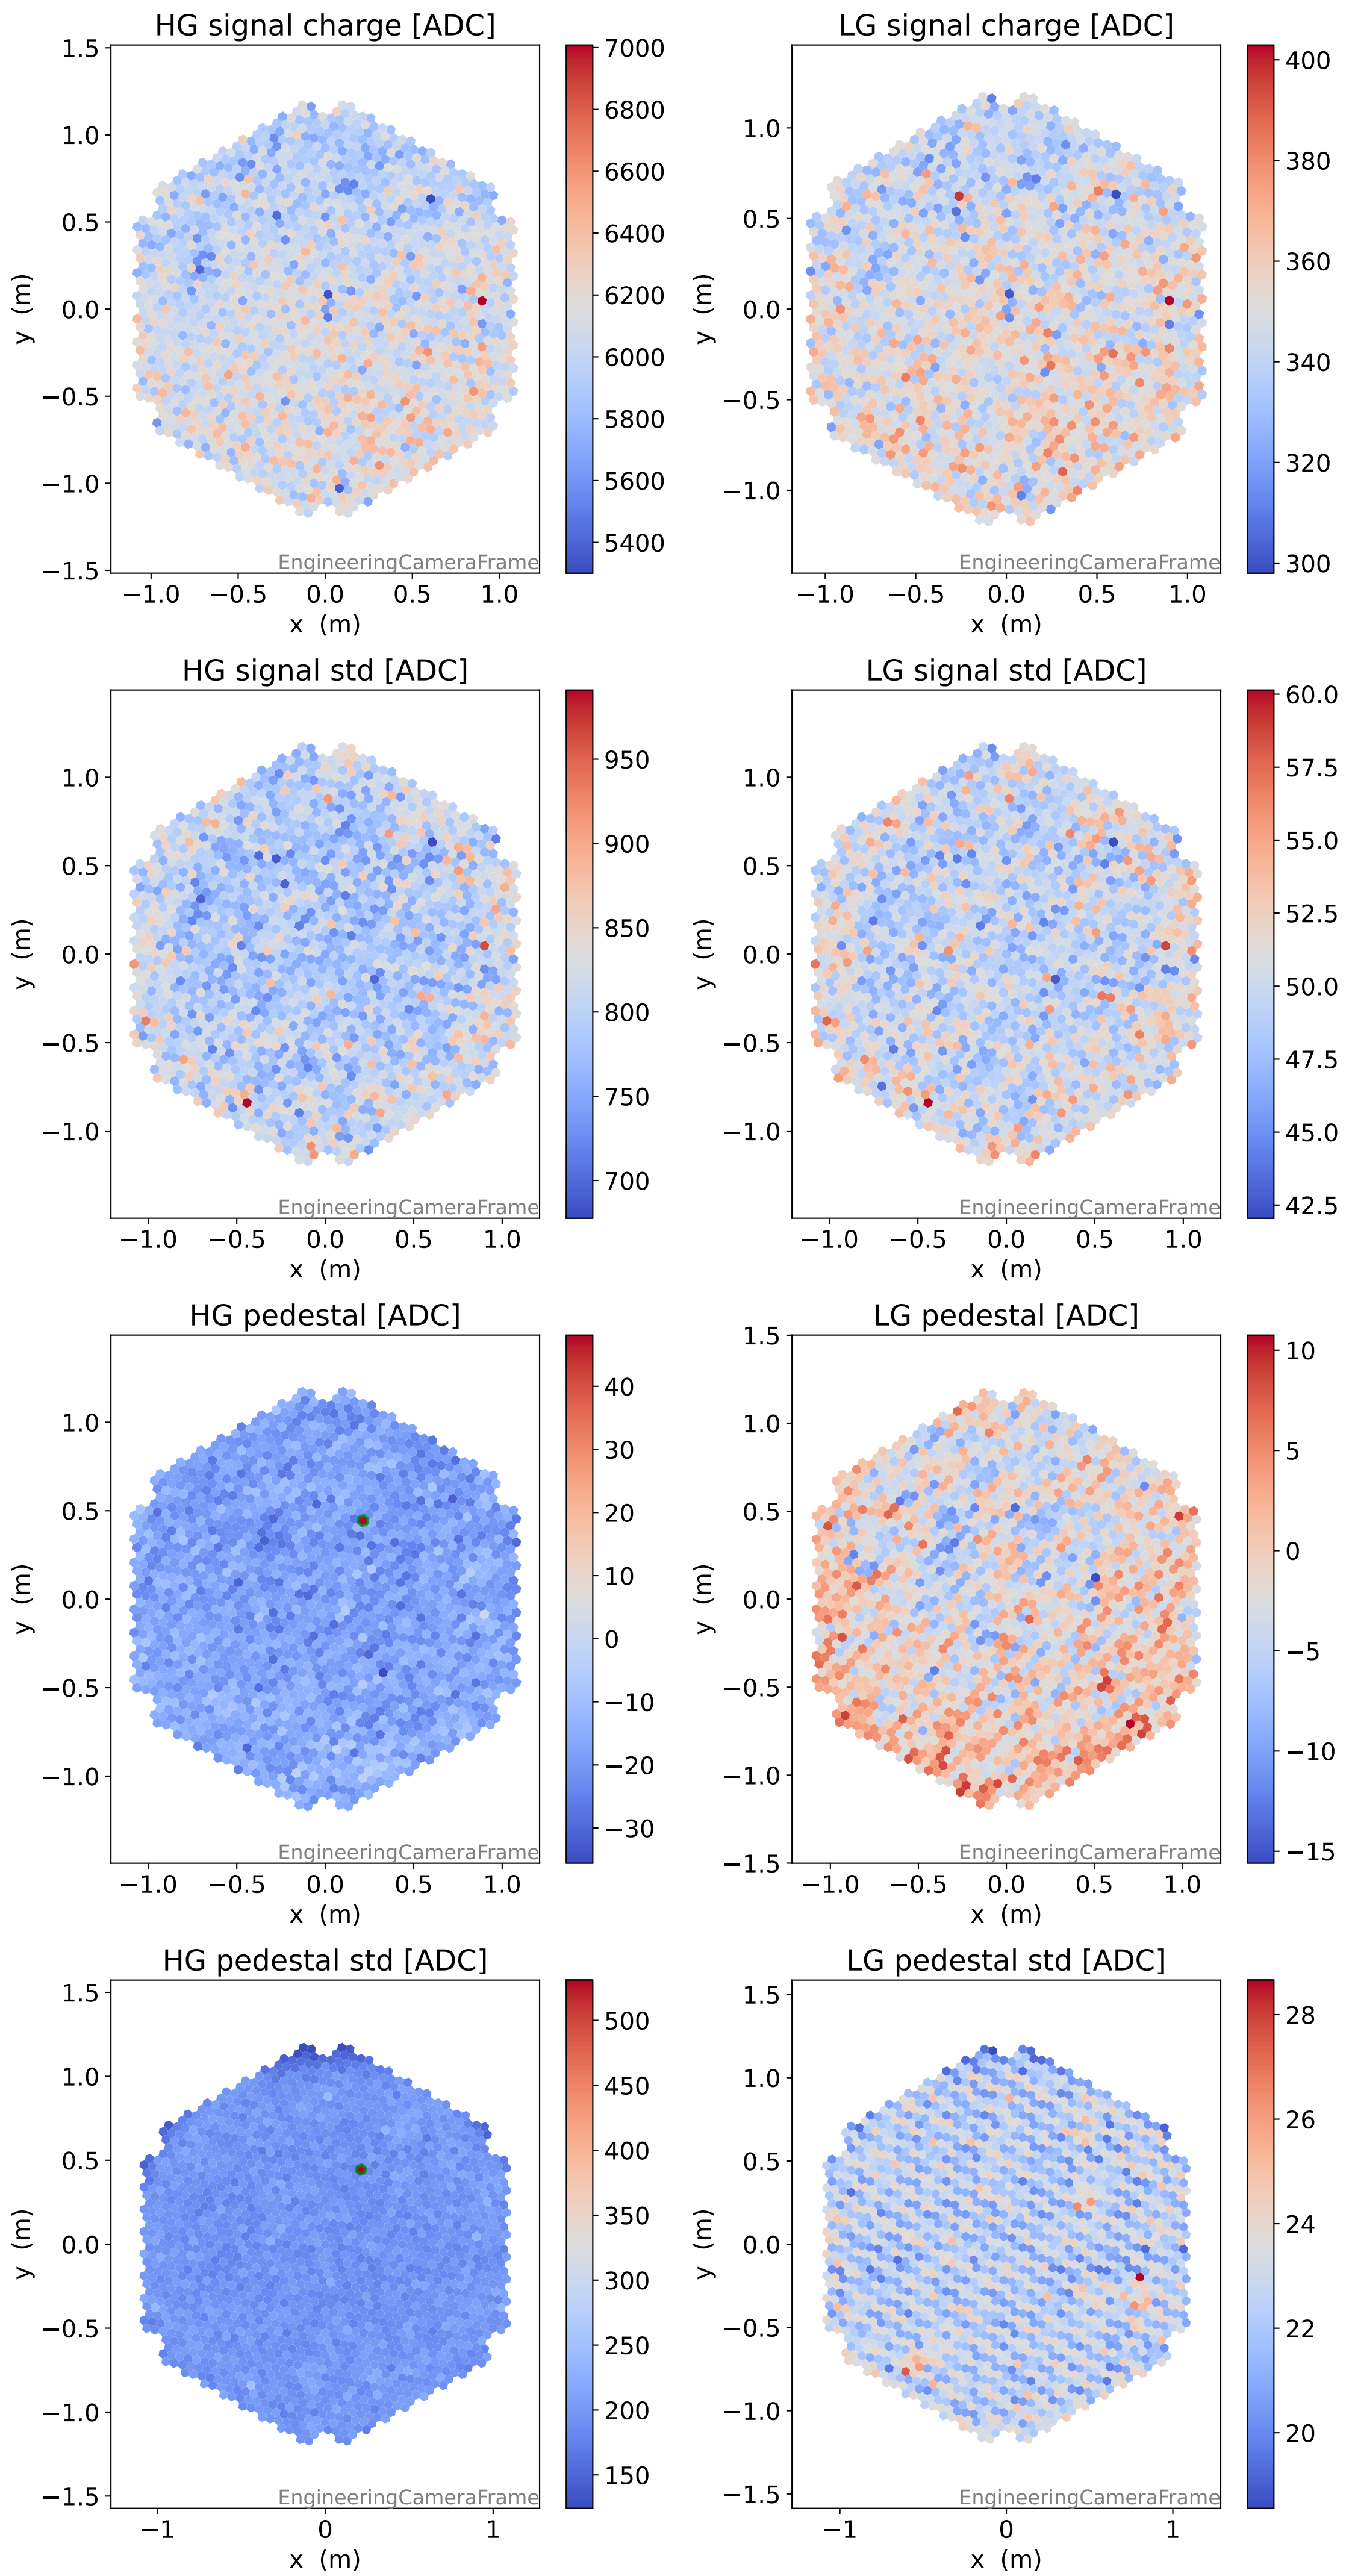 HG signal charge [ADC]
1.5
1.0
0.5
0.0
−0.5
−1.0
−1.5
y (m)
−1.0 −0.5 0.0 0.5 1.0
x (m)
EngineeringCameraFrame
7000
6800
6600
6400
6200
6000
5800
5600
5400
LG signal charge [ADC]
1.0
0.5
0.0
−0.5
−1.0
y (m)
−1.0 −0.5 0.0 0.5 1.0
x (m)
EngineeringCameraFrame
400
380
360
340
320
300
HG signal std [ADC]
1.0
0.5
0.0
−0.5
−1.0
y (m)
−1.0 −0.5 0.0 0.5 1.0
x (m)
EngineeringCameraFrame
950
900
850
800
750
700
LG signal std [ADC]
1.0
0.5
0.0
−0.5
−1.0
y (m)
−1.0 −0.5 0.0 0.5 1.0
x (m)
EngineeringCameraFrame
60.0
57.5
55.0
52.5
50.0
47.5
45.0
42.5
HG pedestal [ADC]
1.0
0.5
0.0
−0.5
−1.0
y (m)
−1.0 −0.5 0.0 0.5 1.0
x (m)
EngineeringCameraFrame
40
30
20
10
0
−10
−20
−30
LG pedestal [ADC]
1.5
1.0
0.5
0.0
−0.5
−1.0
−1.5
y (m)
−1.0 −0.5 0.0 0.5 1.0
x (m)
EngineeringCameraFrame
10
5
0
−5
−10
−15
HG pedestal std [ADC]
1.5
1.0
0.5
0.0
−0.5
−1.0
−1.5
y (m)
−1 0 1
x (m)
EngineeringCameraFrame
500
450
400
350
300
250
200
150
LG pedestal std [ADC]
1.5
1.0
0.5
0.0
−0.5
−1.0
−1.5
y (m)
−1 0 1
x (m)
EngineeringCameraFrame
28
26
24
22
20